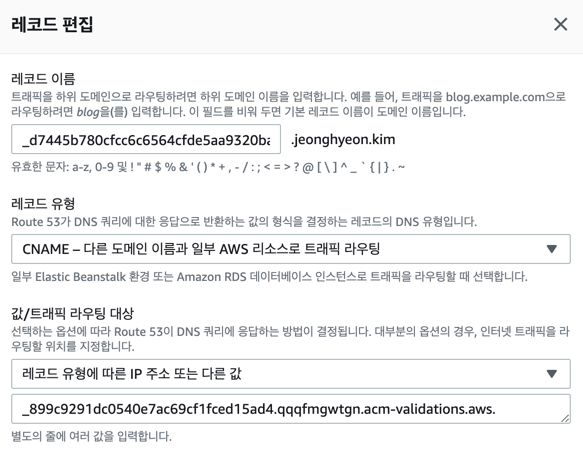 레코드 편집
레코드 이름
트래픽을 하위 도메인으로 라우팅하려면 하위 도메인 이름을 입력합니다. 예를 들어, 트래픽을 blog.example.com으로
라우팅하려면 blog을(를) 입력합니다. 이 필드를 비워 두면 기본 레코드 이름이 도메인 이름입니다.
_d7445b780cfcc6c6564cfde5aa9320ba
.jeonghyeon.kim
유효한 문자: a-z, 0-9 및 ! " # $ % & ' ( ) * + , - / : ; < = > ? @ [ \ ] ^ _ ` { | } . ~
레코드 유형
Route 53가 DNS 쿼리에 대한 응답으로 반환하는 값의 형식을 결정하는 레코드의 DNS 유형입니다.
CNAME – 다른 도메인 이름과 일부 AWS 리소스로 트래픽 라우팅
일부 Elastic Beanstalk 환경 또는 Amazon RDS 데이터베이스 인스턴스로 트래픽을 라우팅할 때 선택합니다.
값/트래픽 라우팅 대상
선택하는 옵션에 따라 Route 53이 DNS 쿼리에 응답하는 방법이 결정됩니다. 대부분의 옵션의 경우, 인터넷 트래픽을 라
우팅할 위치를 지정합니다.
레코드 유형에 따른 IP 주소 또는 다른 값
_899c9291dc0540e7ac69cf1fced15ad4.qqqfmgwtgn.acm-validations.aws.
별도의 줄에 여러 값을 입력합니다.